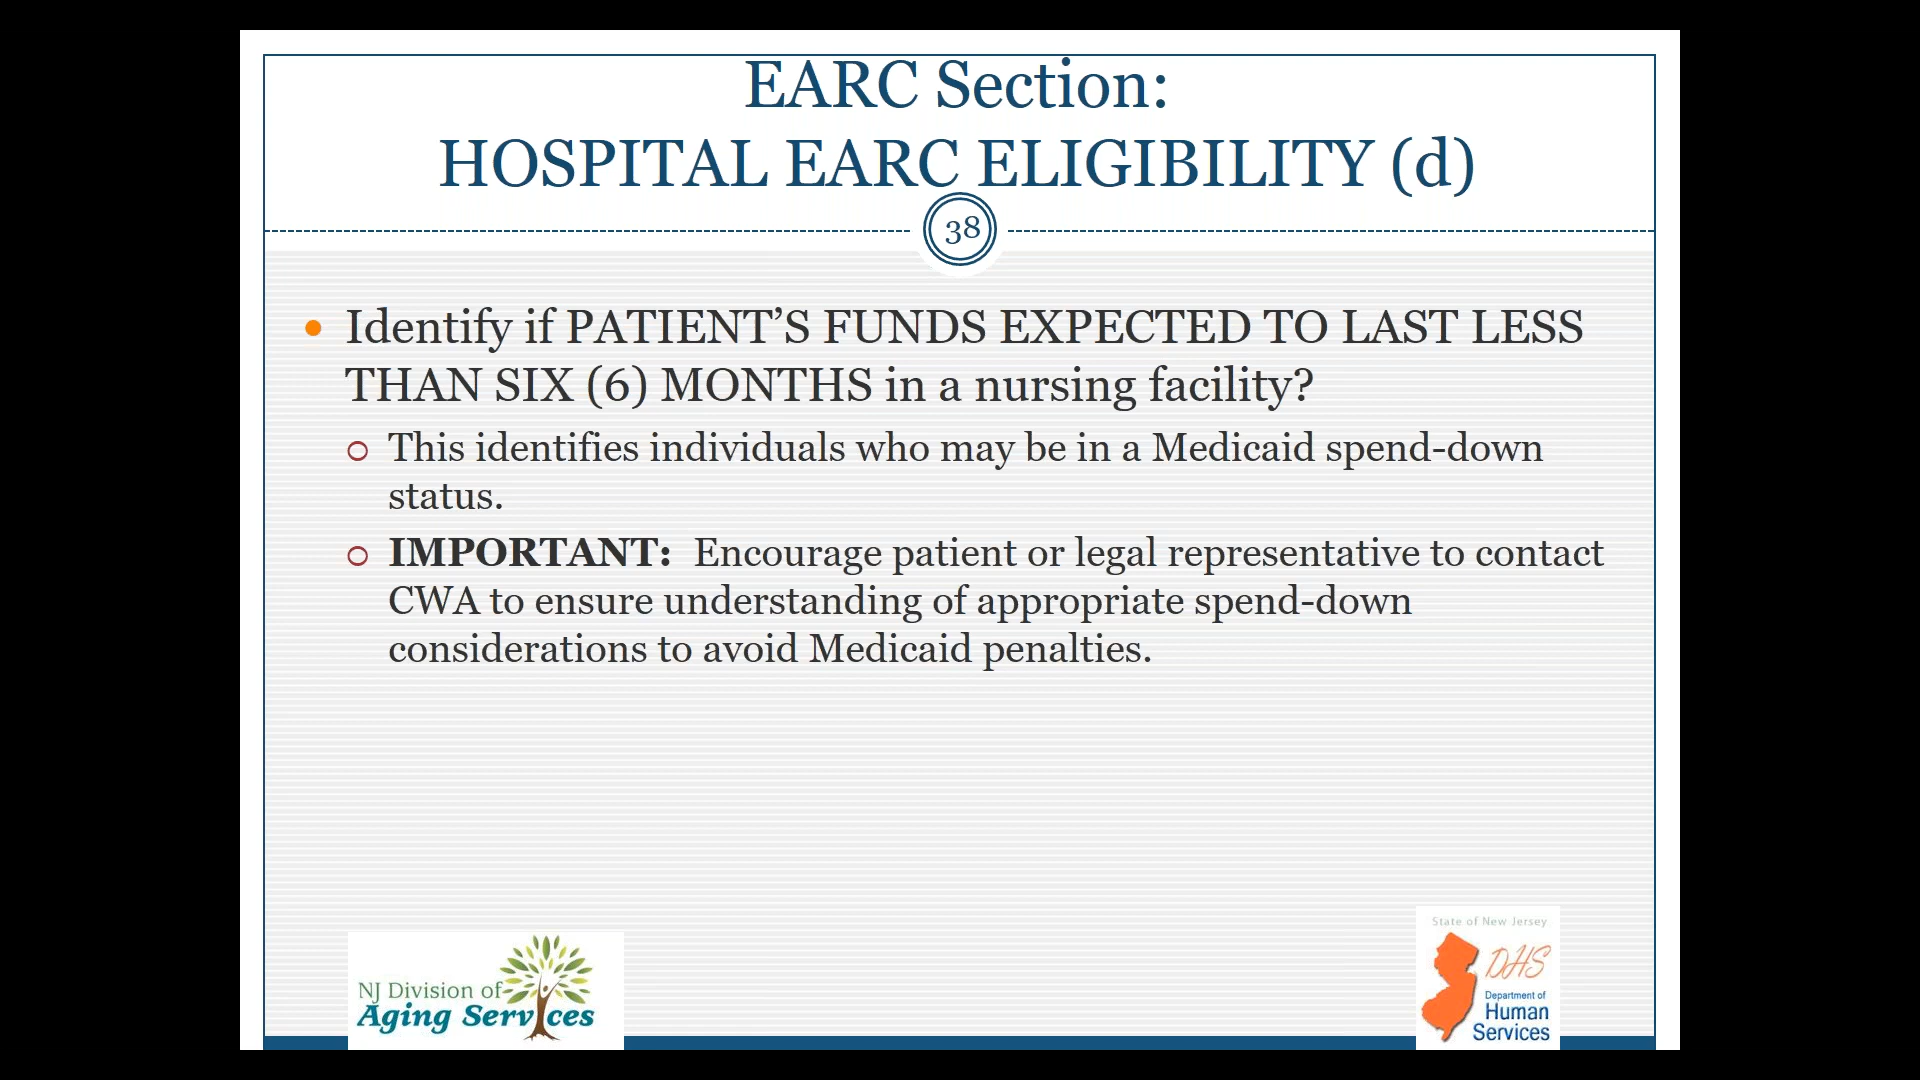 EARC Section:
HOSPITAL EARC ELIGIBILITY (d)
38
Identify if PATIENT’S FUNDS EXPECTED TO LAST LESS
THAN SIX (6) MONTHS in a nursing facility?
This identifies individuals who may be in a Medicaid spend-down
status.
IMPORTANT: Encourage patient or legal representative to contact
CWA to ensure understanding of appropriate spend-down
considerations to avoid Medicaid penalties.
NJ Division of
Aging Services
State of New Jersey
DHS
Department of
Human
Services